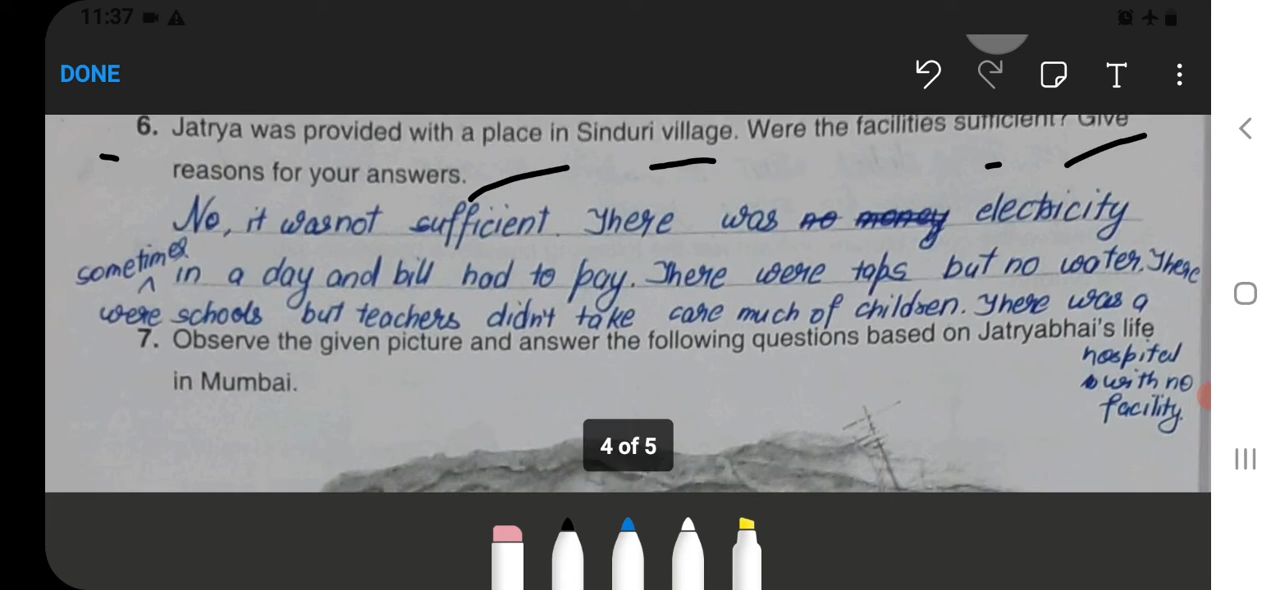 11:37
DONE
6. Jatrya was provided with a place in Sinduri village. Were the facilities sufficient? Give
reasons for your answers.
No, it was not sufficient. There was no money electricity
sometimes in a day and bill had to pay. There were taps but no water. There
were schools but teachers didn't take care much of children. There was a
hospital
with no
facility.
7. Observe the given picture and answer the following questions based on Jatryabhai's life
in Mumbai.
4 of 5
T